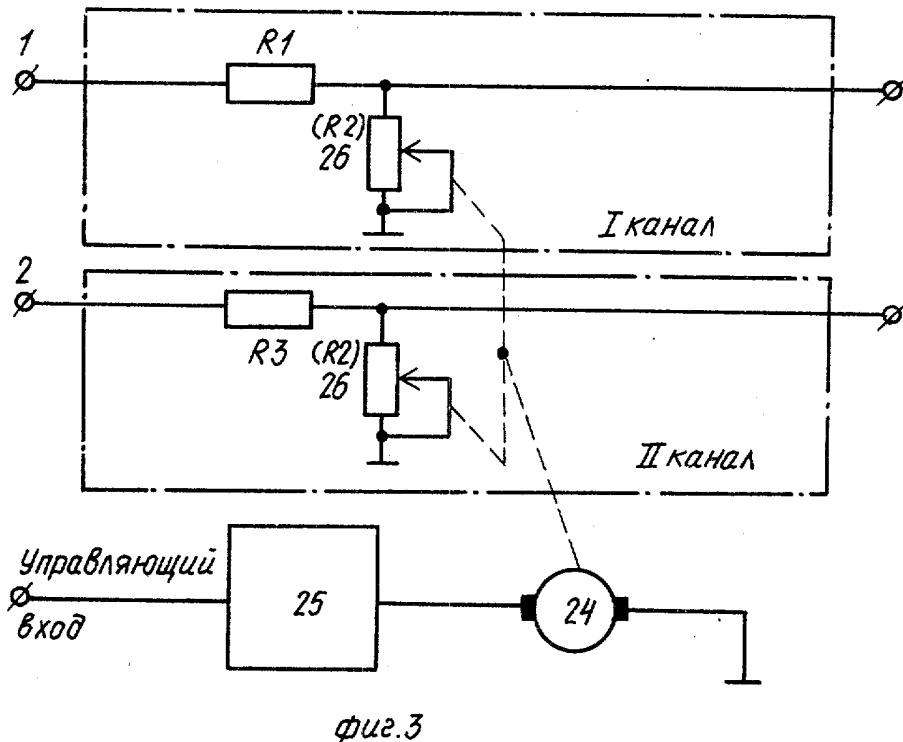 1
R1
(R2)
26
I канал
2
R3
(R2)
26
II канал
Управляющий
вход
25
24
фиг.3